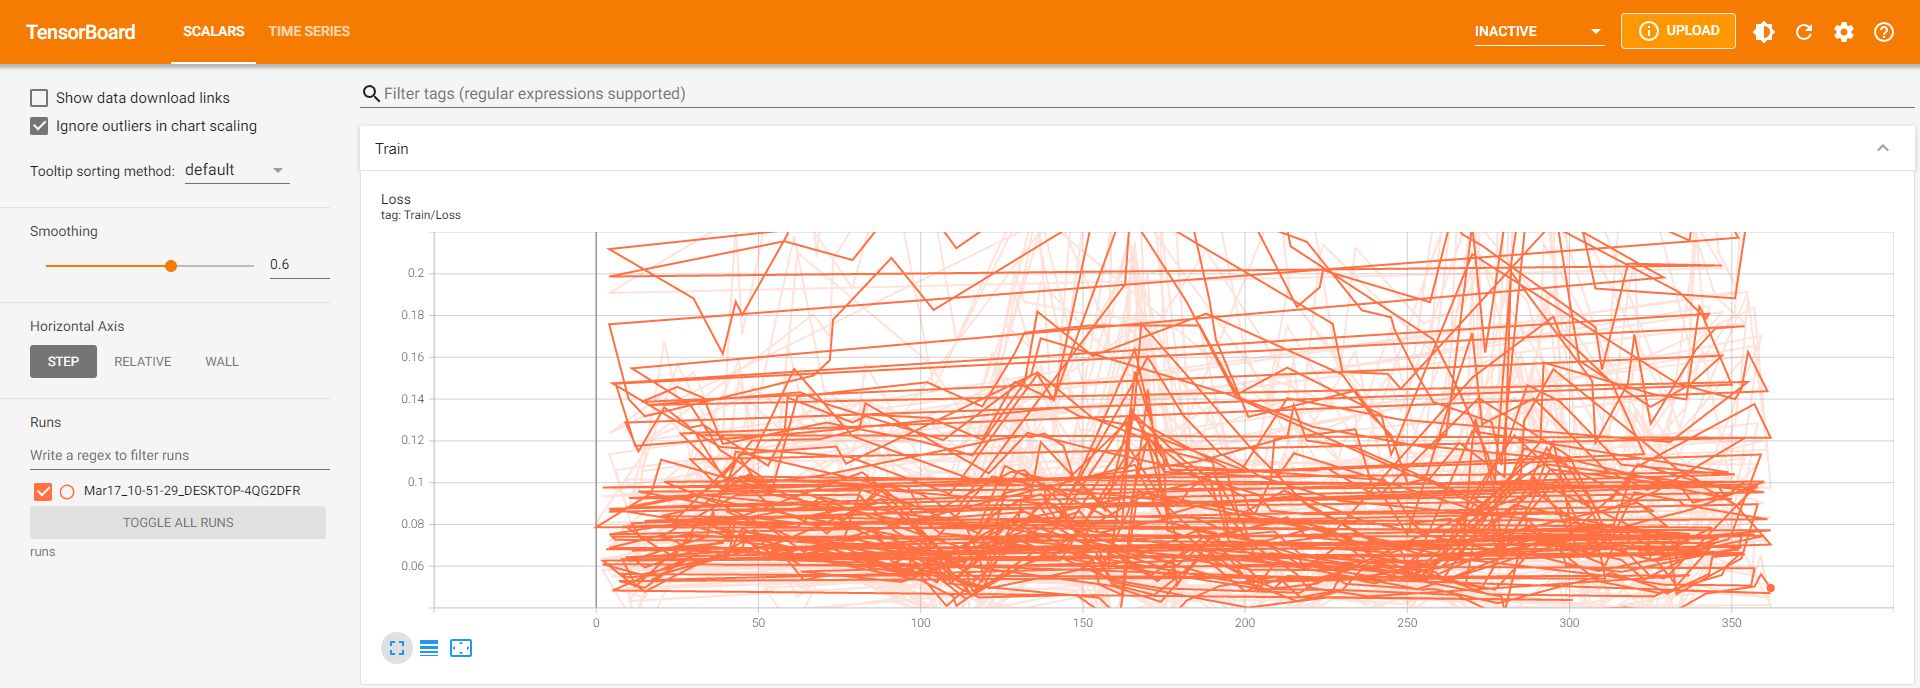 TensorBoard SCALARS TIME SERIES INACTIVE UPLOAD
Show data download links
Ignore outliers in chart scaling
Tooltip sorting method: default
Smoothing
0.6
Horizontal Axis
STEP RELATIVE WALL
Runs
Write a regex to filter runs
Mar17_10-51-29_DESKTOP-4QG2DFR
TOGGLE ALL RUNS
runs
Filter tags (regular expressions supported)
Train
Loss
tag: Train/Loss
0.2
0.18
0.16
0.14
0.12
0.1
0.08
0.06
0 50 100 150 200 250 300 350